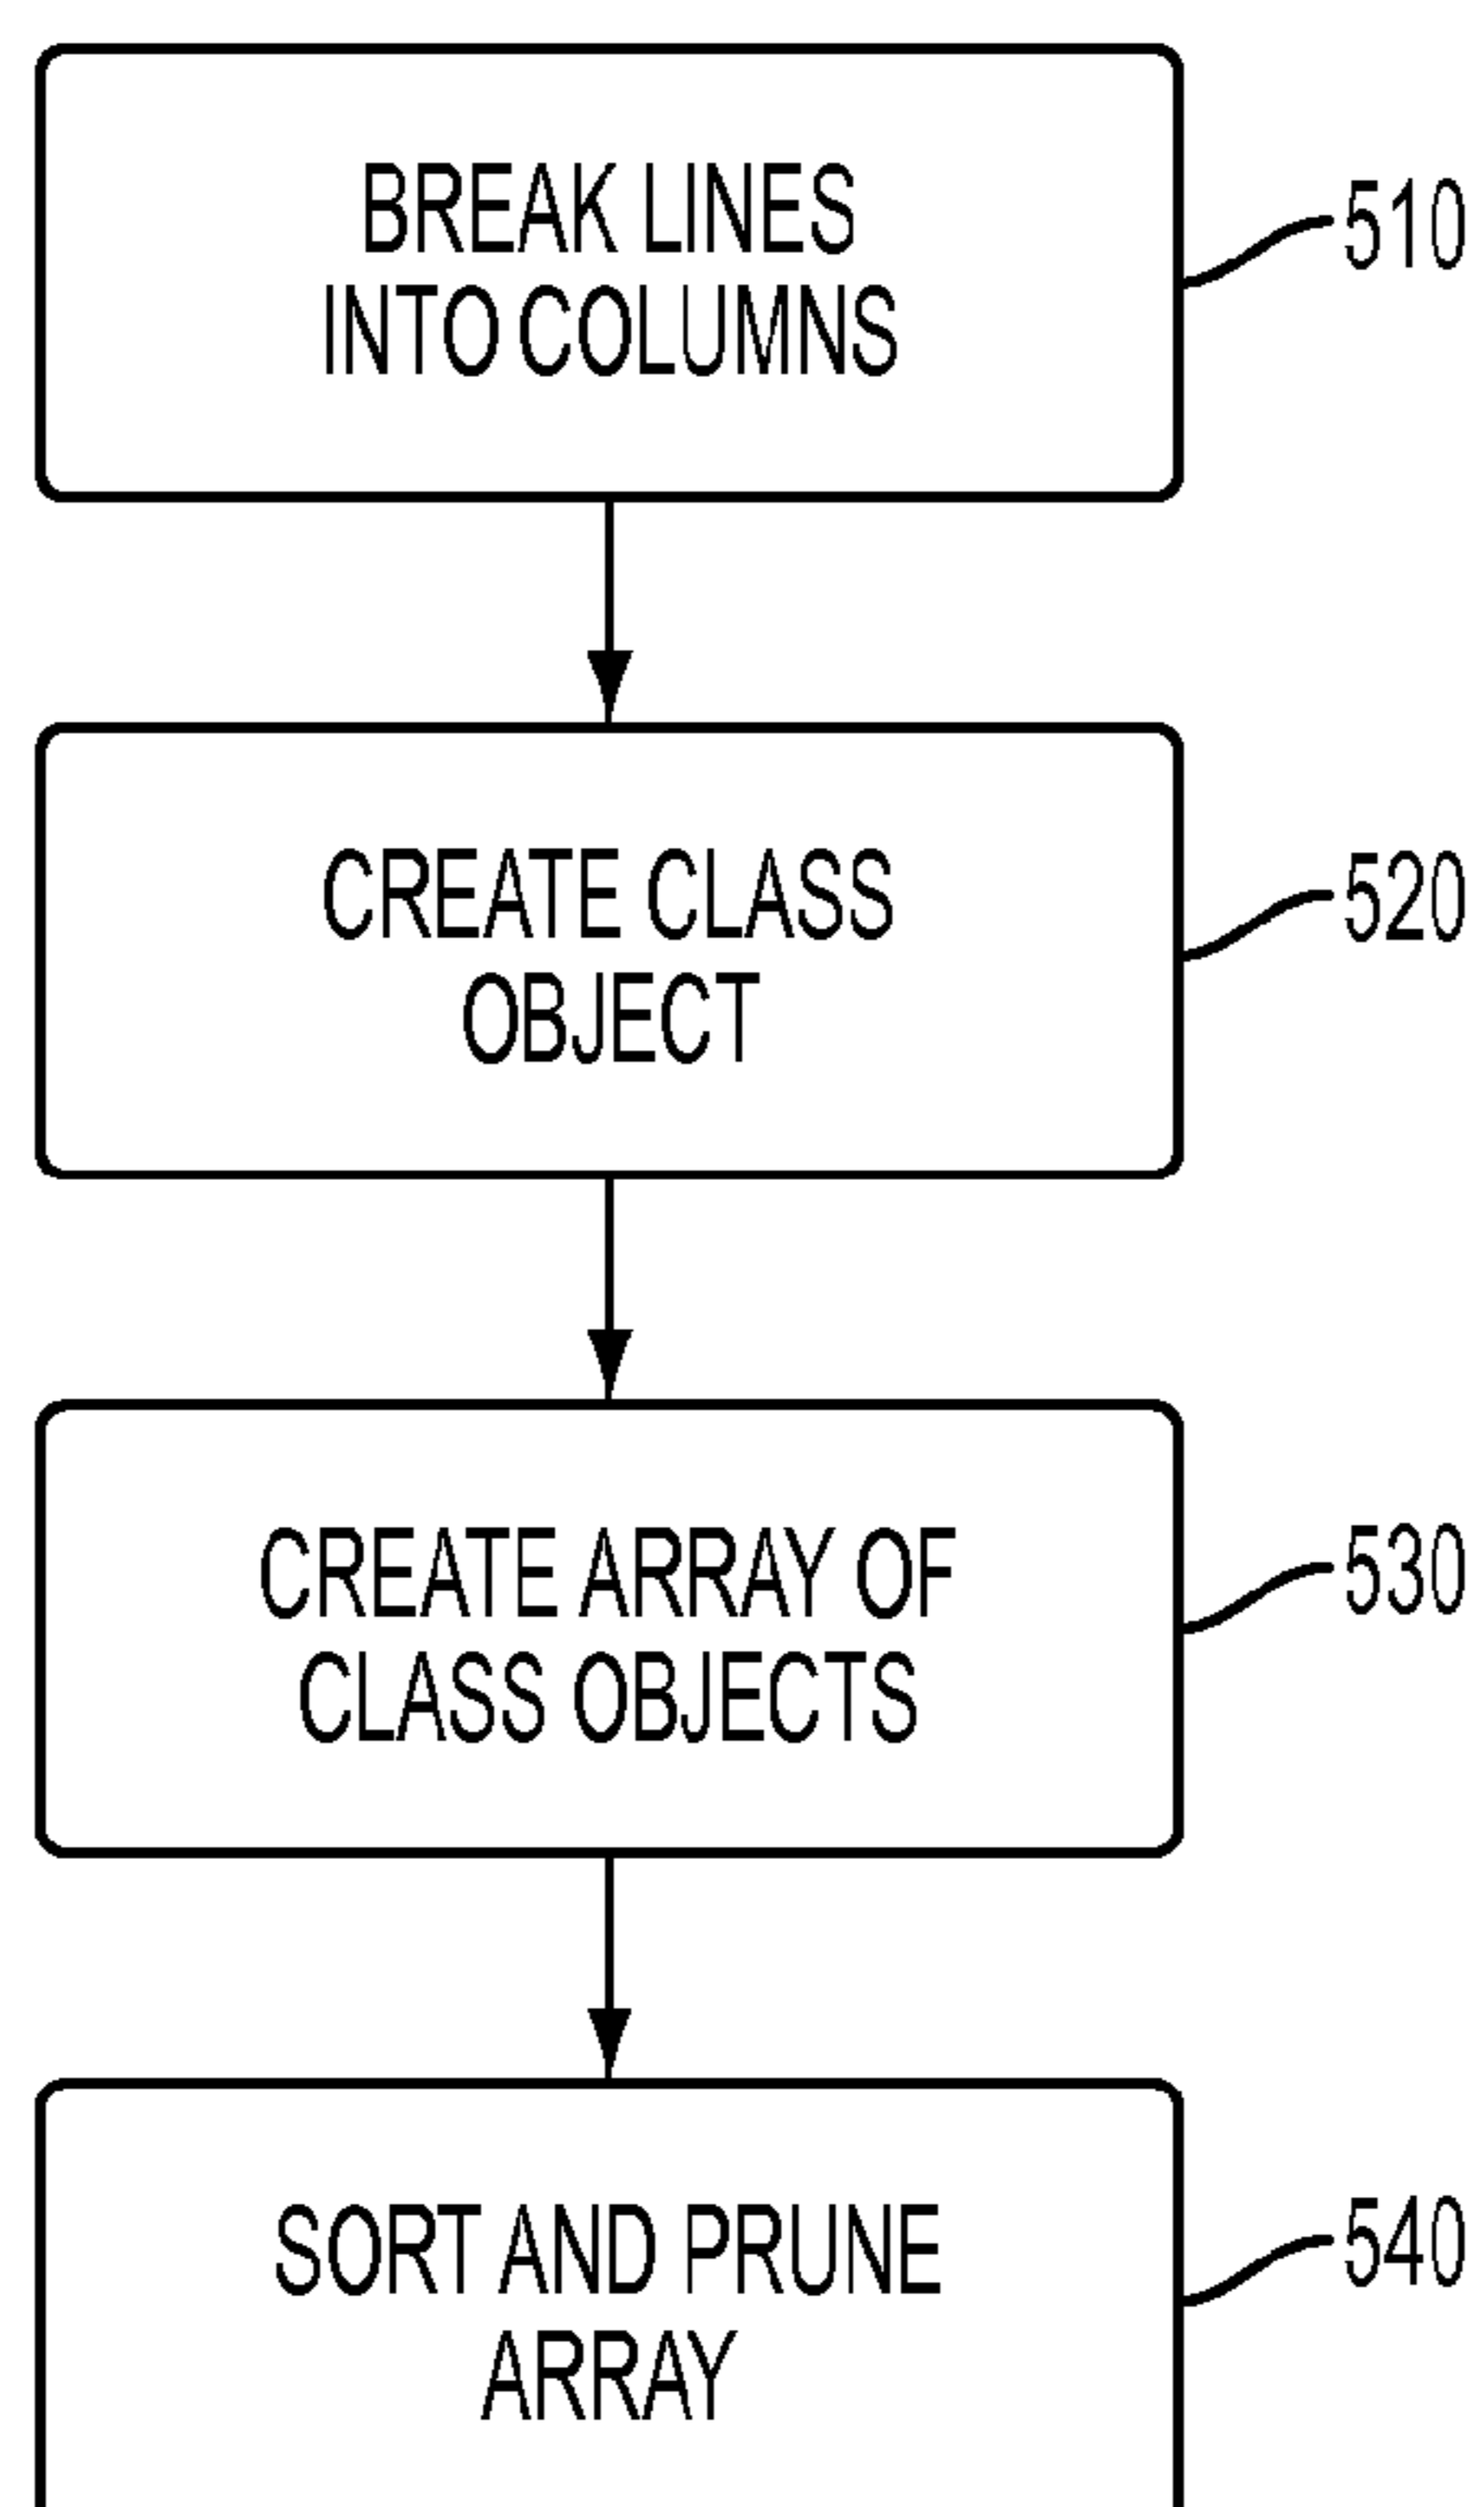 BREAK LINES
INTO COLUMNS
510
CREATE CLASS
OBJECT
520
CREATE ARRAY OF
CLASS OBJECTS
530
SORT AND PRUNE
ARRAY
540